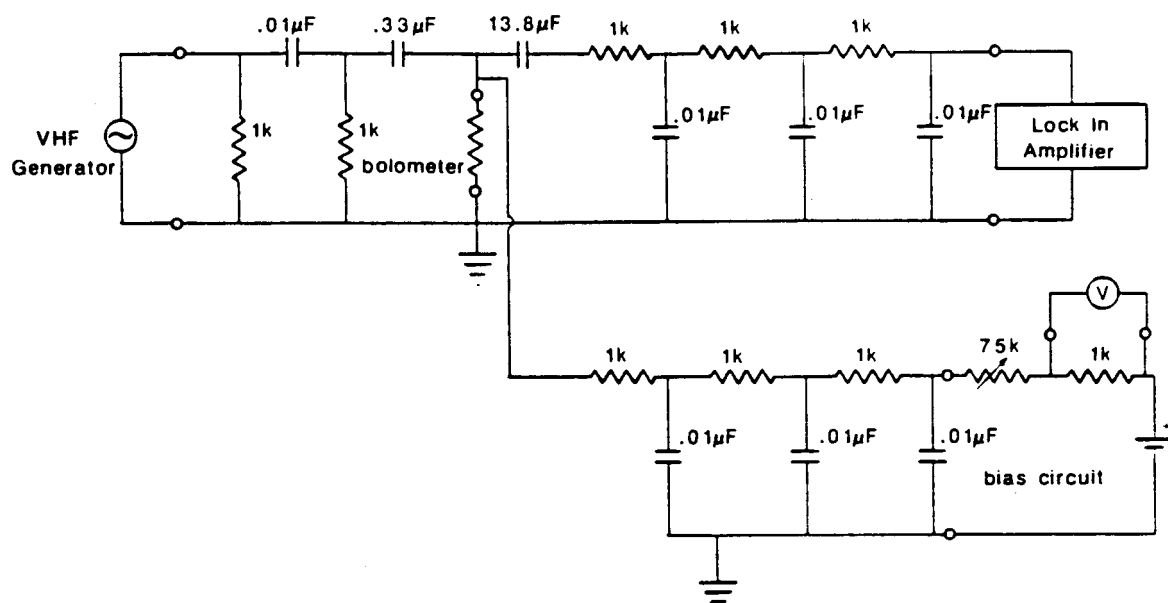 .01µF
.33µF
13.8µF
1k
1k
1k
VHF
Generator
1k
1k
bolometer
.01µF
.01µF
.01µF
Lock In
Amplifier
V
1k
1k
1k
75k
1k
.01µF
.01µF
.01µF
bias circuit
+